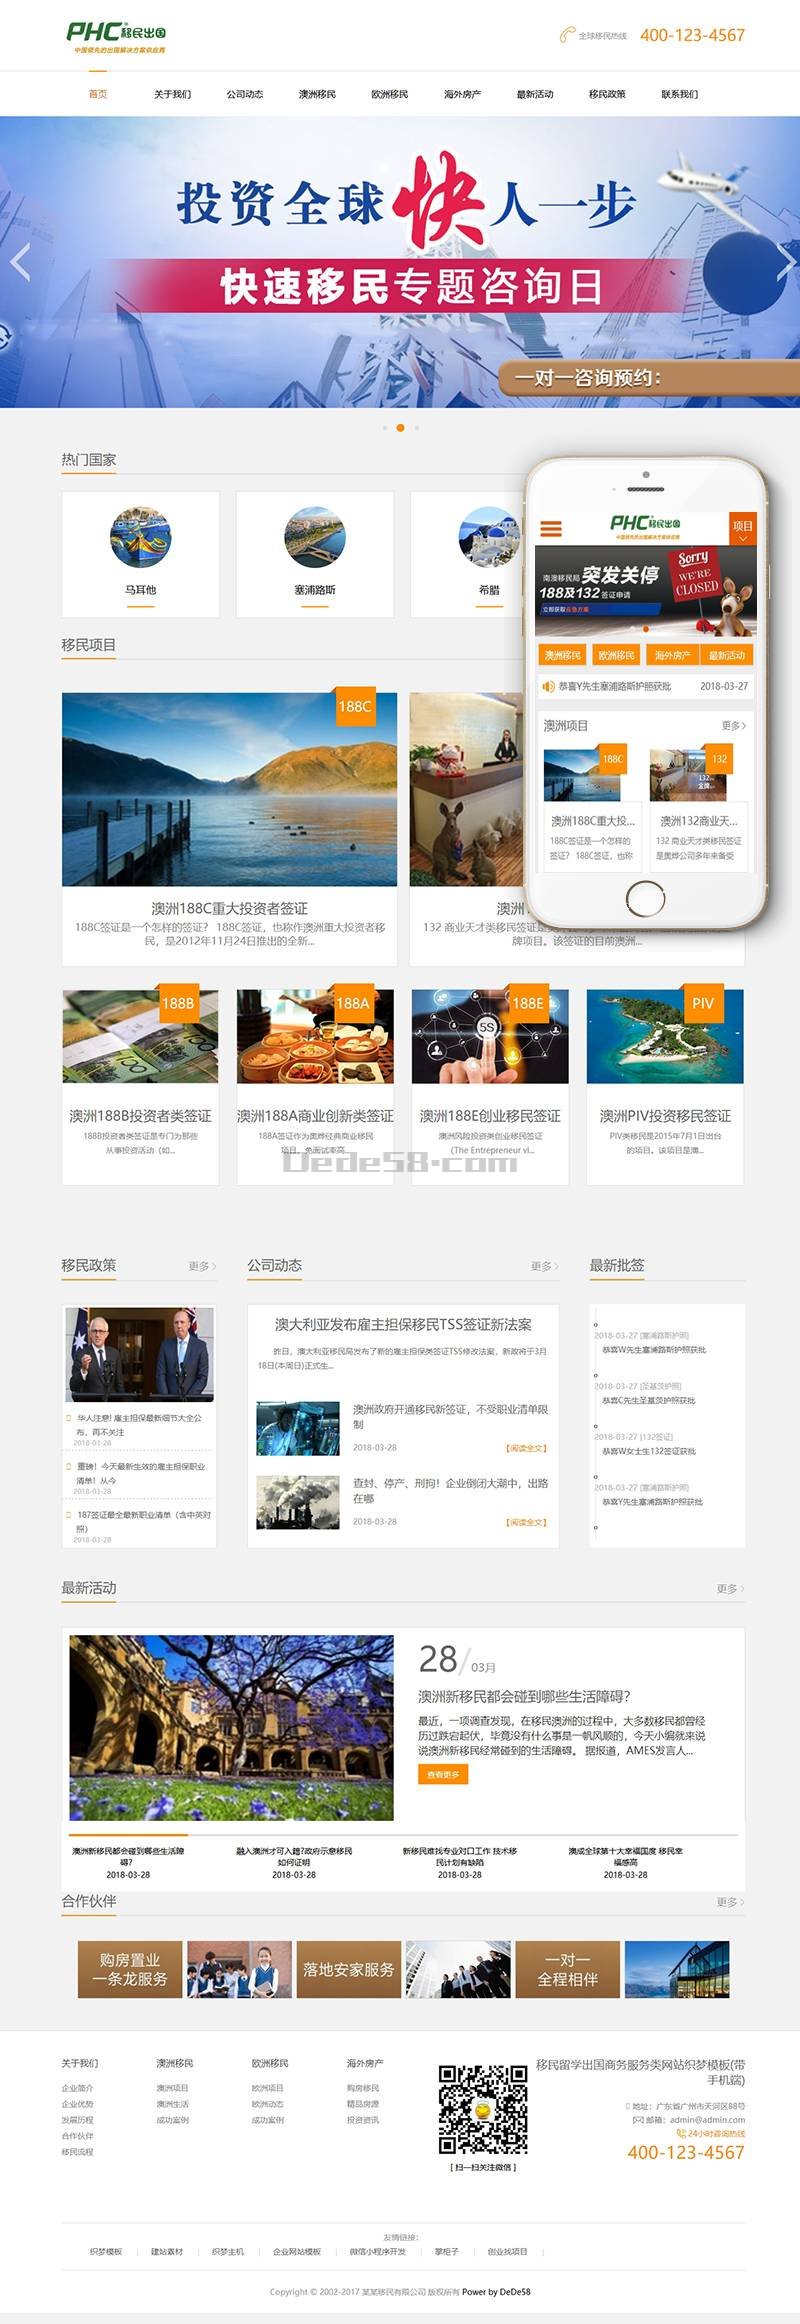 PHC®移民出国
中国领先的出国解决方案供应商
全球移民热线 400-123-4567
首页 关于我们 公司动态 澳洲移民 欧洲移民 海外房产 最新活动 移民政策 联系我们
投资全球快人一步
快速移民专题咨询日
一对一咨询预约：
热门国家
马耳他
塞浦路斯
希腊
PHC®移民出国
中国领先的出国解决方案供应商
项目
南澳移民局 突发关停
188及132签证申请
立即获取应急方案
Sorry
WE'RE
CLOSED
澳洲移民 欧洲移民 海外房产 最新活动
恭喜Y先生塞浦路斯护照获批 2018-03-27
澳洲项目 更多
188C
132
澳洲188C重大投...
188C签证是一个怎样的
签证？ 188C签证，也称
澳洲132商业天...
132 商业天才类移民签证
是奥烨公司多年来备受
移民项目
188C
澳洲188C重大投资者签证
188C签证是一个怎样的签证？ 188C签证，也称作澳洲重大投资者移
民，是2012年11月24日推出的全新...
澳洲1
132 商业天才类移民签证是
牌项目。该签证的目前澳洲...
188B
澳洲188B投资者类签证
188B投资者类签证是专门为那些
从事投资活动（如...
188A
澳洲188A商业创新类签证
188A签证作为奥烨经典商业移民
项目，免面试率高...
188E
5S
澳洲188E创业移民签证
澳洲风险投资类创业移民签证
(The Entrepreneur vi...
PIV
澳洲PIV投资移民签证
PIV类移民是2015年7月1日出台
的项目。该项目是澳...
Dede58.com
移民政策 更多
华人注意! 雇主担保最新细节大全公
布，再不关注
2018-03-28
重磅！今天最新生效的雇主担保职业
清单！从今
2018-03-28
187签证最全最新职业清单（含中英对
照）
2018-03-28
公司动态 更多
澳大利亚发布雇主担保移民TSS签证新法案
昨日，澳大利亚移民局发布了新的雇主担保类签证TSS修改法案，新政将于3月
18日(本周日)正式生...
澳洲政府开通移民新签证，不受职业清单限
制
2018-03-28 【阅读全文】
查封、停产、刑拘！企业倒闭大潮中，出路
在哪
2018-03-28 【阅读全文】
最新批签
2018-03-27 [塞浦路斯护照]
恭喜W先生塞浦路斯护照获批
2018-03-27 [圣基茨护照]
恭喜C先生圣基茨护照获批
2018-03-27 [132签证]
恭喜W女士生132签证获批
2018-03-27 [塞浦路斯护照]
恭喜Y先生塞浦路斯护照获批
最新活动 更多
28/03月
澳洲新移民都会碰到哪些生活障碍？
最近，一项调查发现，在移民澳洲的过程中，大多数移民都曾经
历过跌宕起伏，毕竟没有什么事是一帆风顺的，今天小编就来说
说澳洲新移民经常碰到的生活障碍。 据报道，AMES发言人...
查看更多
澳洲新移民都会碰到哪些生活障
碍？
2018-03-28
融入澳洲才可入籍?政府示意移民
如何证明
2018-03-28
新移民难找专业对口工作 技术移
民计划有缺陷
2018-03-28
澳成全球第十大幸福国度 移民幸
福感高
2018-03-28
合作伙伴 更多
购房置业
一条龙服务
落地安家服务
一对一
全程相伴
关于我们
企业简介
企业优势
发展历程
合作伙伴
移民流程
澳洲移民
澳洲项目
澳洲生活
成功案例
欧洲移民
欧洲项目
欧洲动态
成功案例
海外房产
购房移民
精品房源
投资资讯
[ 扫一扫关注微信 ]
移民留学出国商务服务类网站织梦模板(带
手机端)
地址：广东省广州市天河区88号
邮箱：admin@admin.com
24小时咨询热线
400-123-4567
友情链接：
织梦模板 建站素材 织梦主机 企业网站模板 微信小程序开发 掌柜子 创业找项目
Copyright © 2002-2017 某某移民有限公司 版权所有 Power by DeDe58